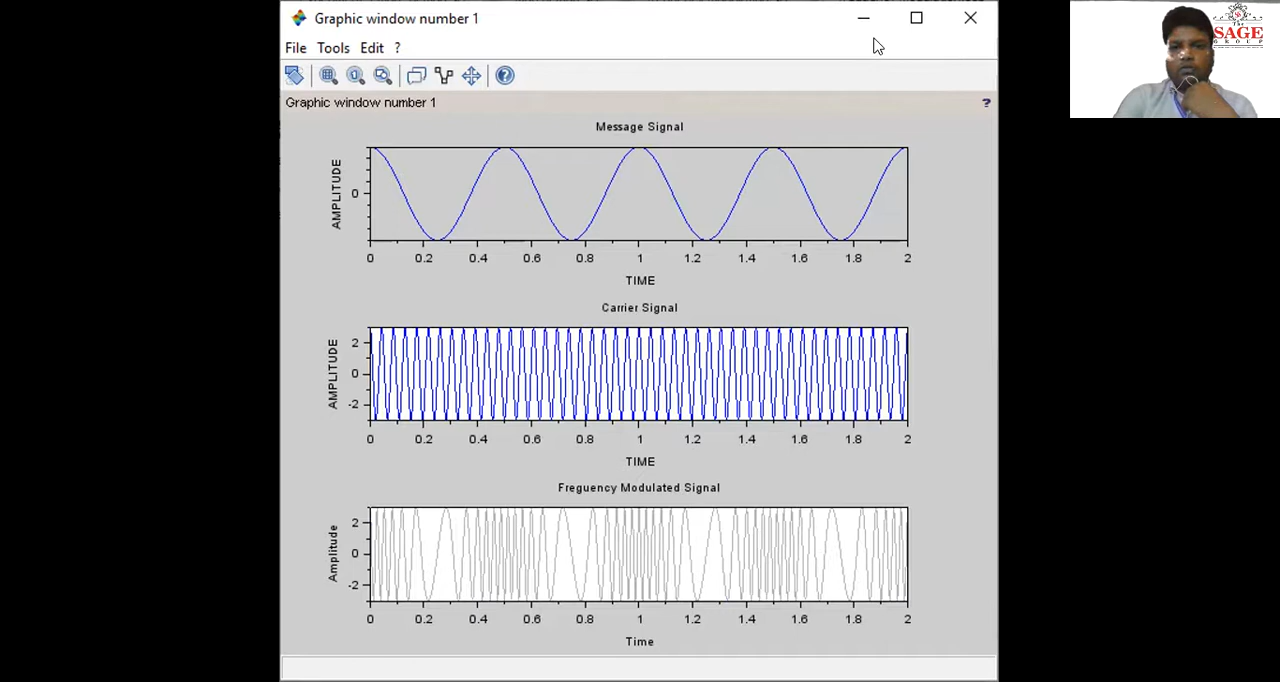 Graphic window number 1
File Tools Edit ?
Graphic window number 1 ?
Message Signal
AMPLITUDE
0
0 0.2 0.4 0.6 0.8 1 1.2 1.4 1.6 1.8 2
TIME
Carrier Signal
AMPLITUDE
2
0
-2
0 0.2 0.4 0.6 0.8 1 1.2 1.4 1.6 1.8 2
TIME
Freguency Modulated Signal
Amplitude
2
0
-2
0 0.2 0.4 0.6 0.8 1 1.2 1.4 1.6 1.8 2
Time
The
SAGE
GROUP